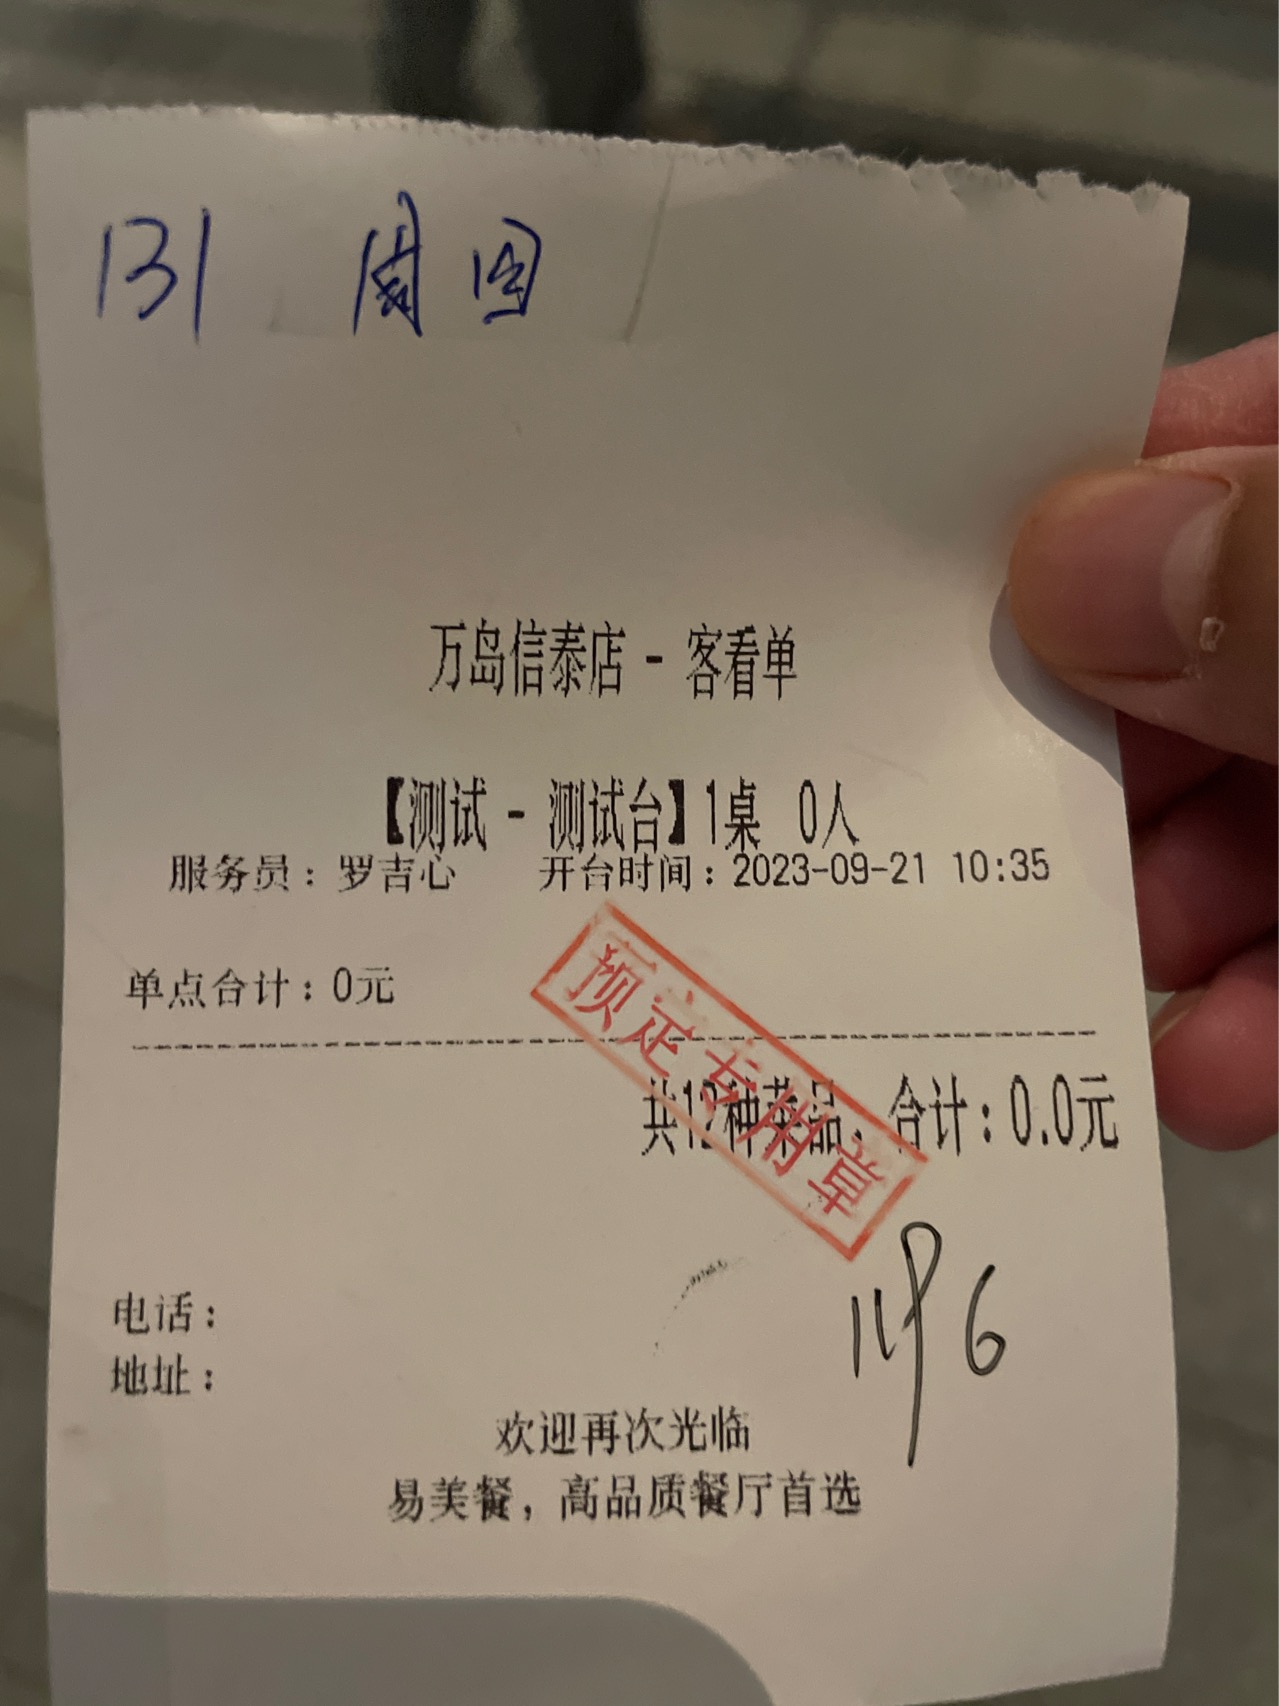 131
万岛信泰店 - 客看单
【测试 - 测试台】1桌 0人
服务员：罗吉心 开台时间：2023-09-21 10:35
单点合计：0元
预定专用章
共12种菜品，合计：0.0元
电话：
地址：
欢迎再次光临
易美餐，高品质餐厅首选